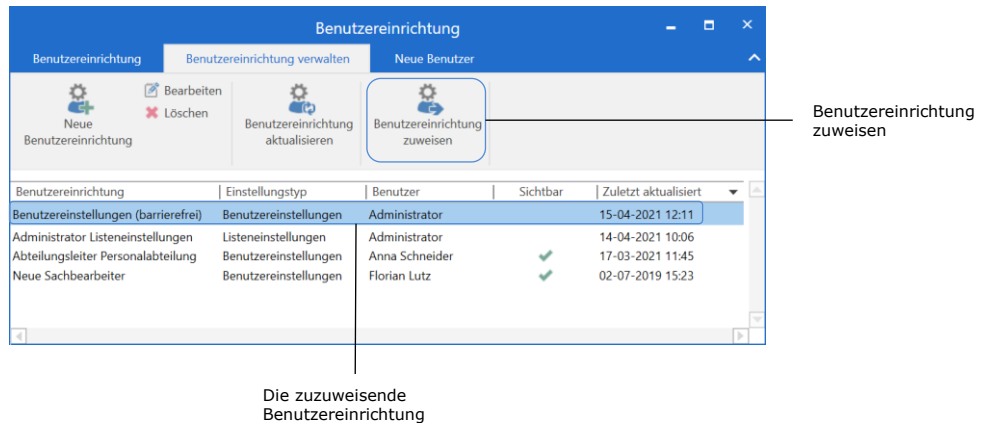 Benutzereinrichtung
Benutzereinrichtung Benutzereinrichtung verwalten Neue Benutzer
Neue
Benutzereinrichtung
Bearbeiten
Löschen
Benutzereinrichtung
aktualisieren
Benutzereinrichtung
zuweisen
Benutzereinrichtung
zuweisen
Benutzereinrichtung Einstellungstyp Benutzer Sichtbar Zuletzt aktualisiert
Benutzereinstellungen (barrierefrei) Benutzereinstellungen Administrator 15-04-2021 12:11
Administrator Listeneinstellungen Listeneinstellungen Administrator 14-04-2021 10:06
Abteilungsleiter Personalabteilung Benutzereinstellungen Anna Schneider 17-03-2021 11:45
Neue Sachbearbeiter Benutzereinstellungen Florian Lutz 02-07-2019 15:23
Die zuzuweisende
Benutzereinrichtung